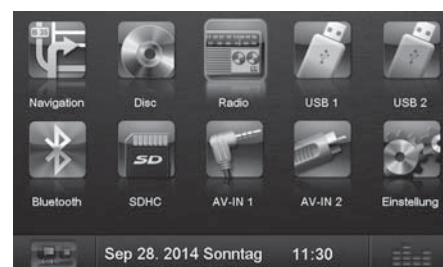 Navigation Disc Radio USB 1 USB 2
SD
Bluetooth SDHC AV-IN 1 AV-IN 2 Einstellung
Sep 28. 2014 Sonntag 11:30